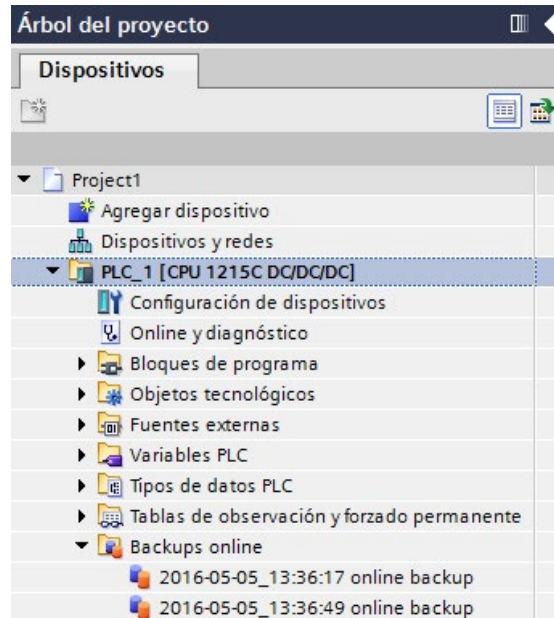 Árbol del proyecto
Dispositivos
Project1
Agregar dispositivo
Dispositivos y redes
PLC_1 [CPU 1215C DC/DC/DC]
Configuración de dispositivos
Online y diagnóstico
Bloques de programa
Objetos tecnológicos
Fuentes externas
Variables PLC
Tipos de datos PLC
Tablas de observación y forzado permanente
Backups online
2016-05-05_13:36:17 online backup
2016-05-05_13:36:49 online backup